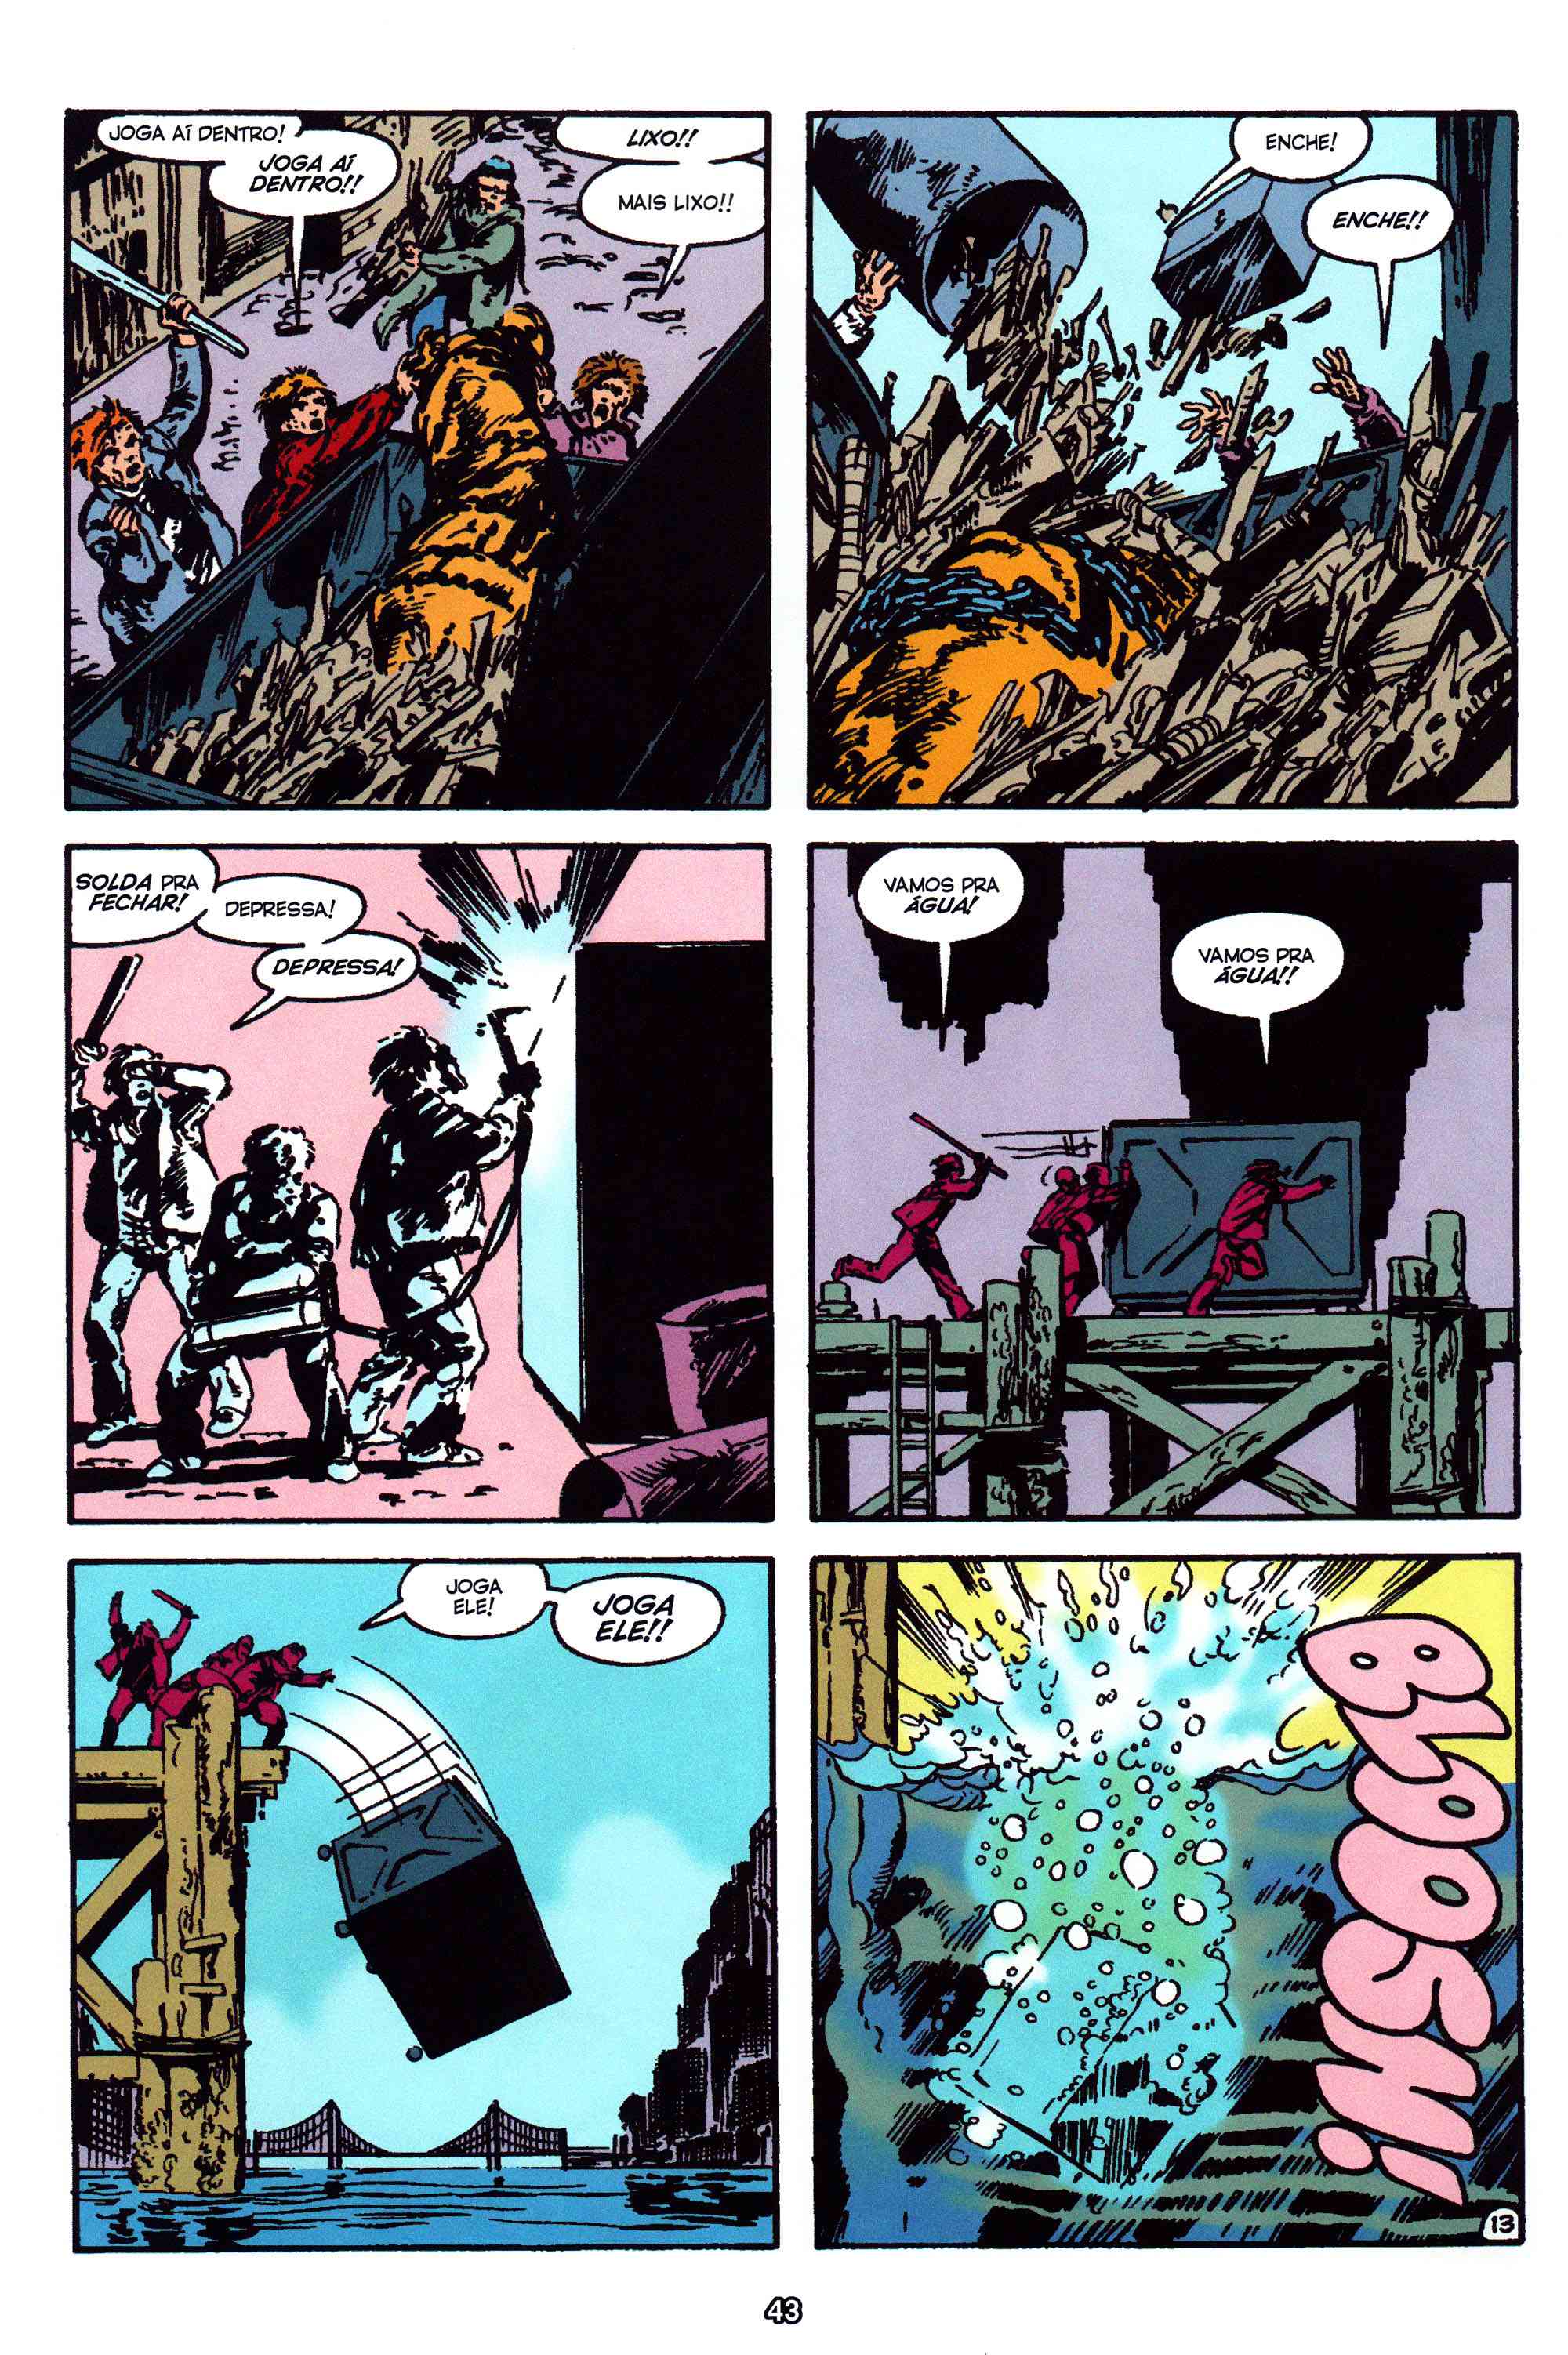 JOGA AÍ DENTRO!
JOGA AÍ
DENTRO!!
LIXO!!
MAIS LIXO!!
ENCHE!
ENCHE!!
SOLDA PRA
FECHAR!
DEPRESSA!
DEPRESSA!
VAMOS PRA
ÁGUA!
VAMOS PRA
ÁGUA!!
JOGA
ELE!
JOGA
ELE!!
BLOOSH!
13
43